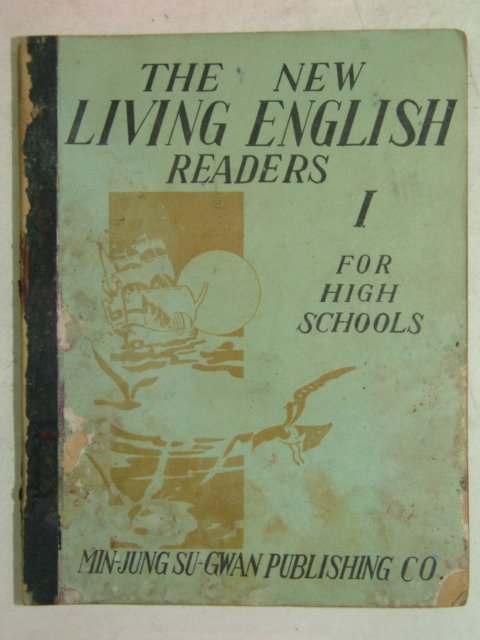 THE NEW
LIVING ENGLISH
READERS
I
FOR
HIGH
SCHOOLS
MIN-JUNG SU-GWAN PUBLISHING CO.